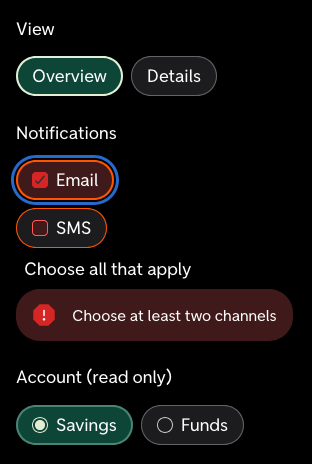 View
Overview Details
Notifications
Email
SMS
Choose all that apply
Choose at least two channels
Account (read only)
Savings Funds